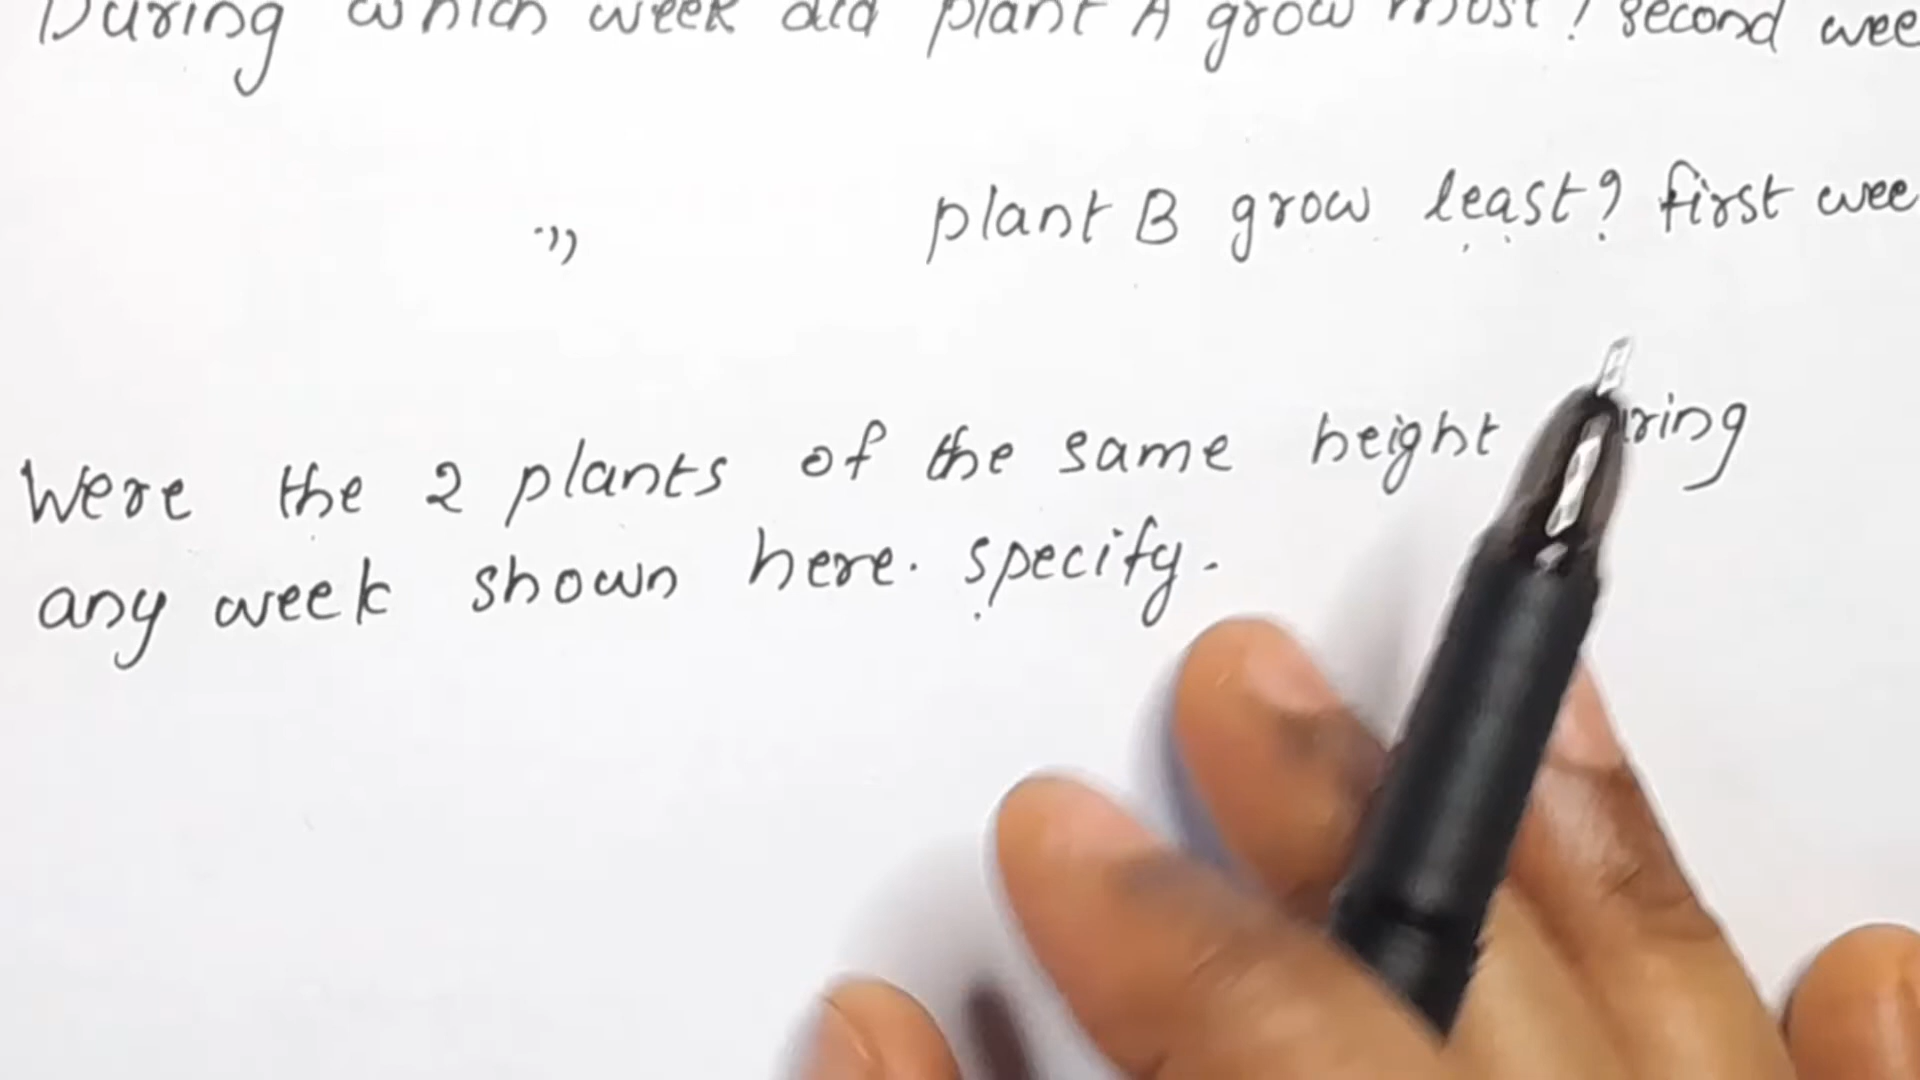 During which week did plant A grow most? second wee
" plant B grow least? first wee
Were the 2 plants of the same height
any week shown here. specify.